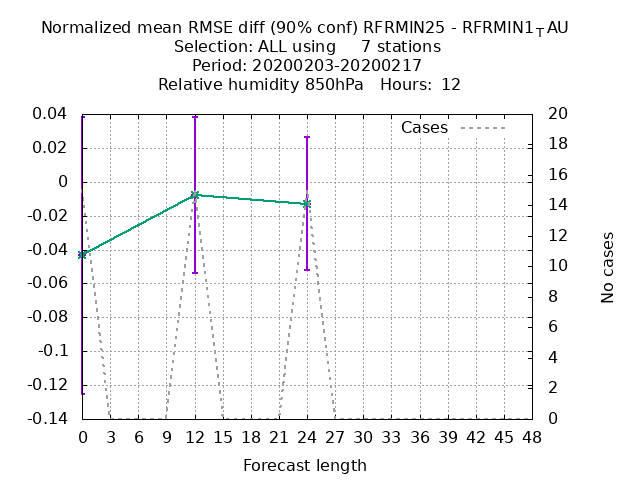 Normalized mean RMSE diff (90% conf) RFRMIN25 - RFRMIN1_TAU
Selection: ALL using 7 stations
Period: 20200203-20200217
Relative humidity 850hPa Hours: 12
Cases
0.04
0.02
0
-0.02
-0.04
-0.06
-0.08
-0.1
-0.12
-0.14
20
18
16
14
12
10
8
6
4
2
0
No cases
0 3 6 9 12 15 18 21 24 27 30 33 36 39 42 45 48
Forecast length